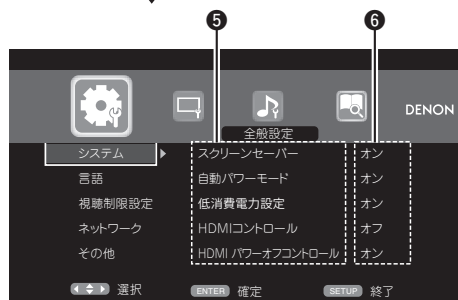 ❺ ❻
DENON
全般設定
システム スクリーンセーバー オン
言語 自動パワーモード オン
視聴制限設定 低消費電力設定 オン
ネットワーク HDMIコントロール オフ
その他 HDMI パワーオフコントロール オン
選択 ENTER 確定 SETUP 終了